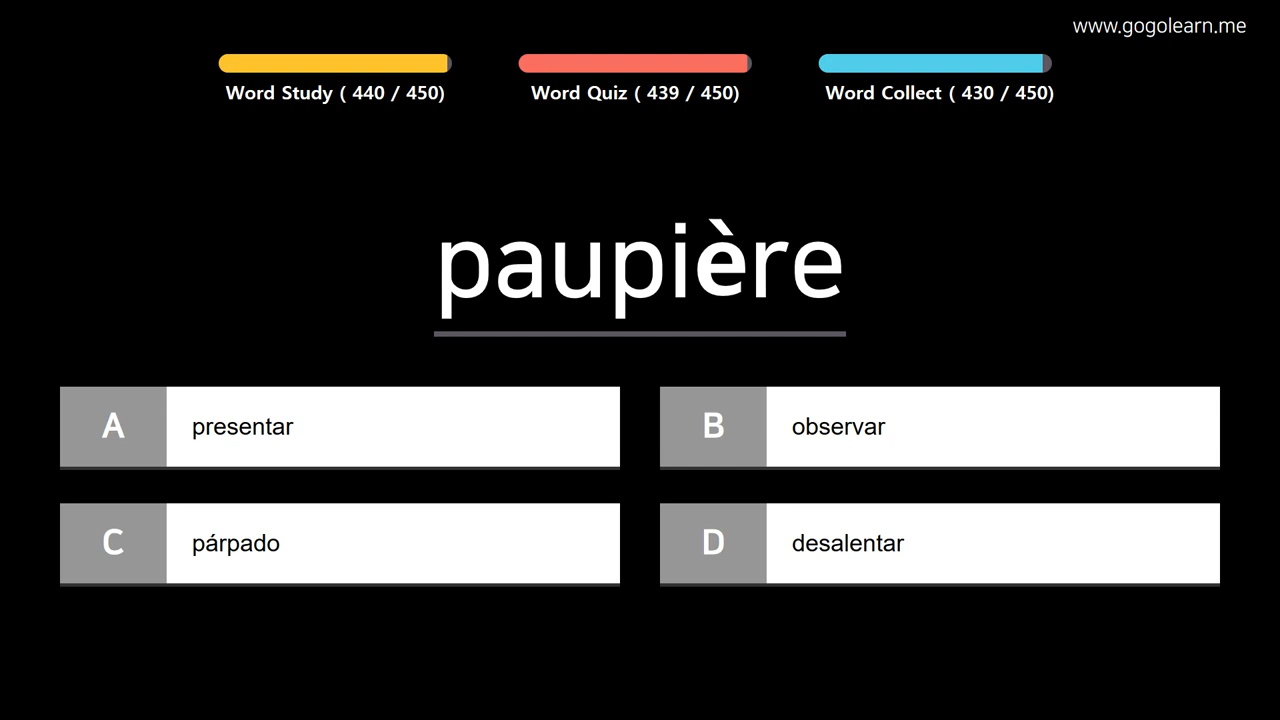 www.gogolearn.me
Word Study ( 440 / 450)
Word Quiz ( 439 / 450)
Word Collect ( 430 / 450)
paupière
A presentar
B observar
C párpado
D desalentar